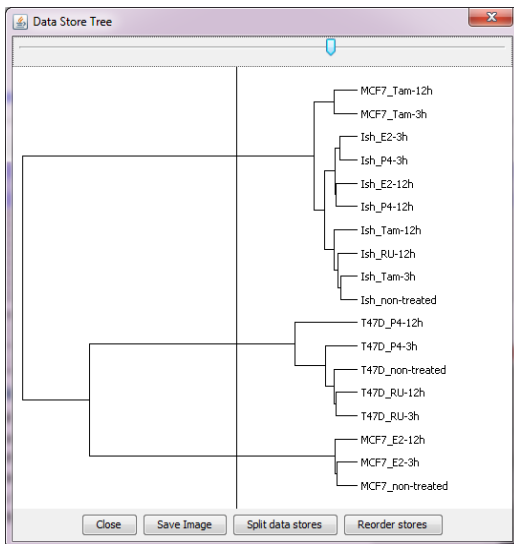 Data Store Tree
MCF7_Tam-12h
MCF7_Tam-3h
Ish_E2-3h
Ish_P4-3h
Ish_E2-12h
Ish_P4-12h
Ish_Tam-12h
Ish_RU-12h
Ish_Tam-3h
Ish_non-treated
T47D_P4-12h
T47D_P4-3h
T47D_non-treated
T47D_RU-12h
T47D_RU-3h
MCF7_E2-12h
MCF7_E2-3h
MCF7_non-treated
Close Save Image Split data stores Reorder stores